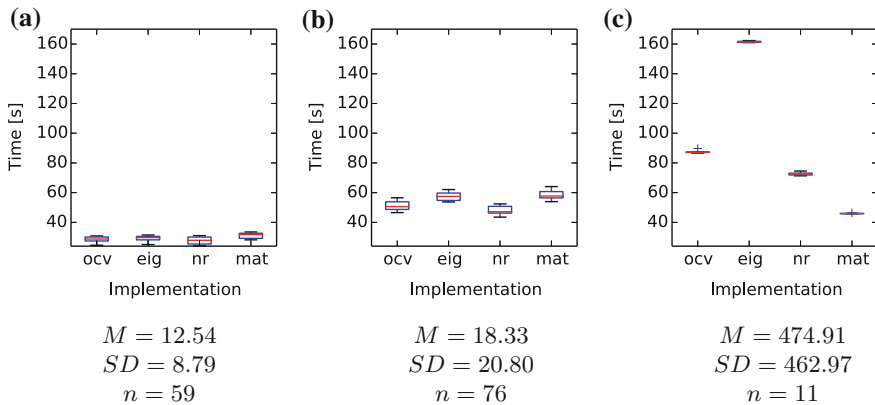 (a)
160
140
120
100
80
60
40
Time [s]
ocv eig nr mat
Implementation
M = 12.54
SD = 8.79
n = 59
(b)
160
140
120
100
80
60
40
Time [s]
ocv eig nr mat
Implementation
M = 18.33
SD = 20.80
n = 76
(c)
160
140
120
100
80
60
40
Time [s]
ocv eig nr mat
Implementation
M = 474.91
SD = 462.97
n = 11